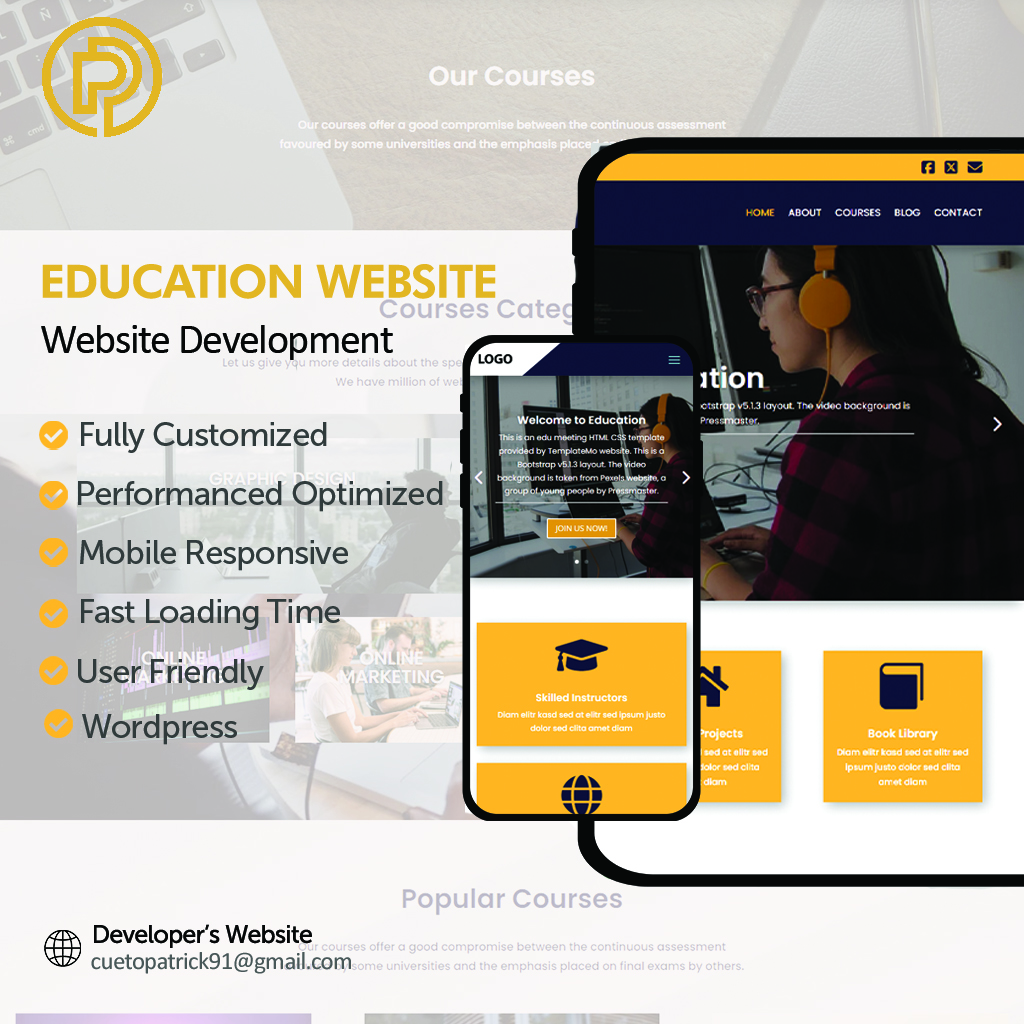 Our Courses
Our courses offer a good compromise between the continuous assessment
favoured by some universities and the emphasis placed
HOME ABOUT COURSES BLOG CONTACT
EDUCATION WEBSITE
Courses Categ
Website Development
Let us give you more details about the spe
We have million of web
Fully Customized
GRAPHIC DESIGN
Performanced Optimized
Mobile Responsive
Fast Loading Time
ONLINE
MARKETING
ONLINE
MARKETING
User Friendly
Wordpress
LOGO
Welcome to Education
This is an edu meeting HTML CSS template
provided by TemplateMo website. This is a
Bootstrap v5.1.3 layout. The video
background is taken from Pexels website, a
group of young people by Pressmaster.
JOIN US NOW!
Skilled Instructors
Diam elitr kasd sed at elitr sed ipsum justo
dolor sed clita amet diam
ation
ootstrap v5.1.3 layout. The video background is
Pressmaster.
Projects
sed at elitr sed
dolor sed clita
diam
Book Library
Diam elitr kasd sed at elitr sed
ipsum justo dolor sed clita
amet diam
Popular Courses
Our courses offer a good compromise between the continuous assessment
favoured by some universities and the emphasis placed on final exams by others.
Developer's Website
cuetopatrick91@gmail.com